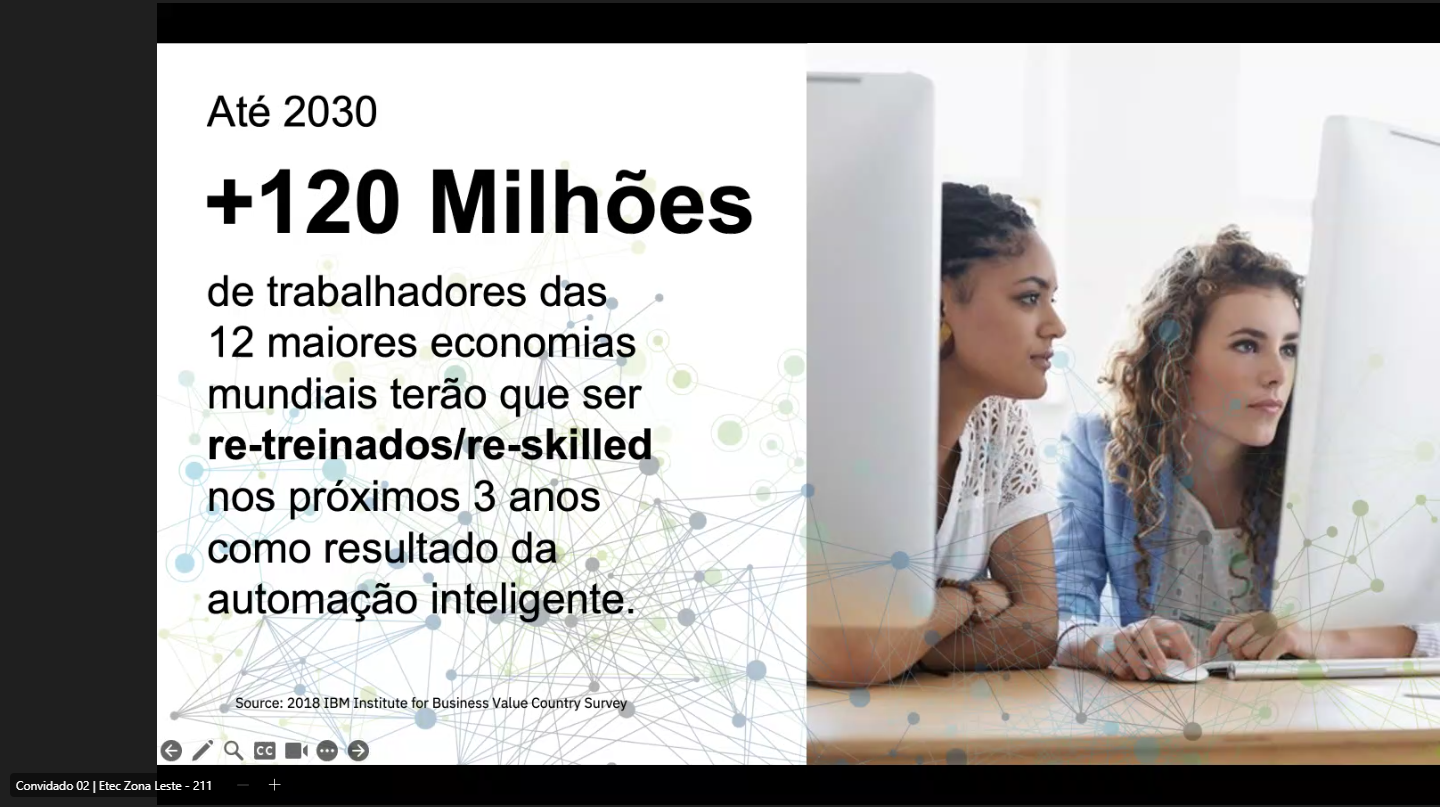 Até 2030
+120 Milhões
de trabalhadores das
12 maiores economias
mundiais terão que ser
re-treinados/re-skilled
nos próximos 3 anos
como resultado da
automação inteligente.
Source: 2018 IBM Institute for Business Value Country Survey
CC
Convidado 02 | Etec Zona Leste - 211